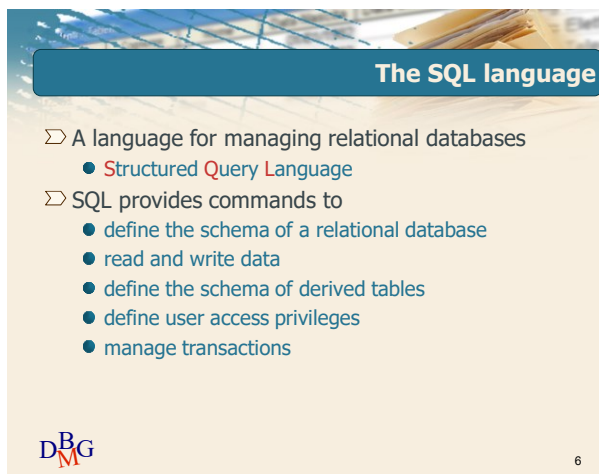 The SQL language
A language for managing relational databases
Structured Query Language
SQL provides commands to
define the schema of a relational database
read and write data
define the schema of derived tables
define user access privileges
manage transactions
DBMG
6